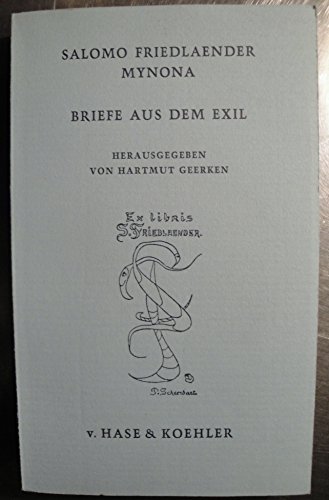 SALOMO FRIEDLAENDER
MYNONA
BRIEFE AUS DEM EXIL
HERAUSGEGEBEN
VON HARTMUT GEERKEN
Ex libris
S. FRIEDLAENDER.
P. Scheerbart.
v. HASE & KOEHLER